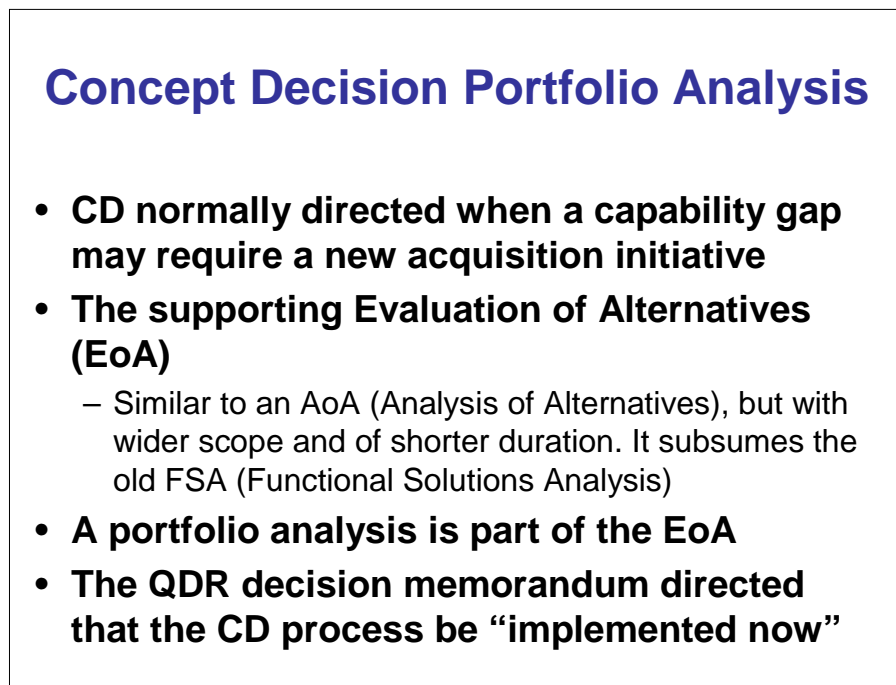 Concept Decision Portfolio Analysis
• CD normally directed when a capability gap
may require a new acquisition initiative
• The supporting Evaluation of Alternatives
(EoA)
– Similar to an AoA (Analysis of Alternatives), but with
wider scope and of shorter duration. It subsumes the
old FSA (Functional Solutions Analysis)
• A portfolio analysis is part of the EoA
• The QDR decision memorandum directed
that the CD process be “implemented now”